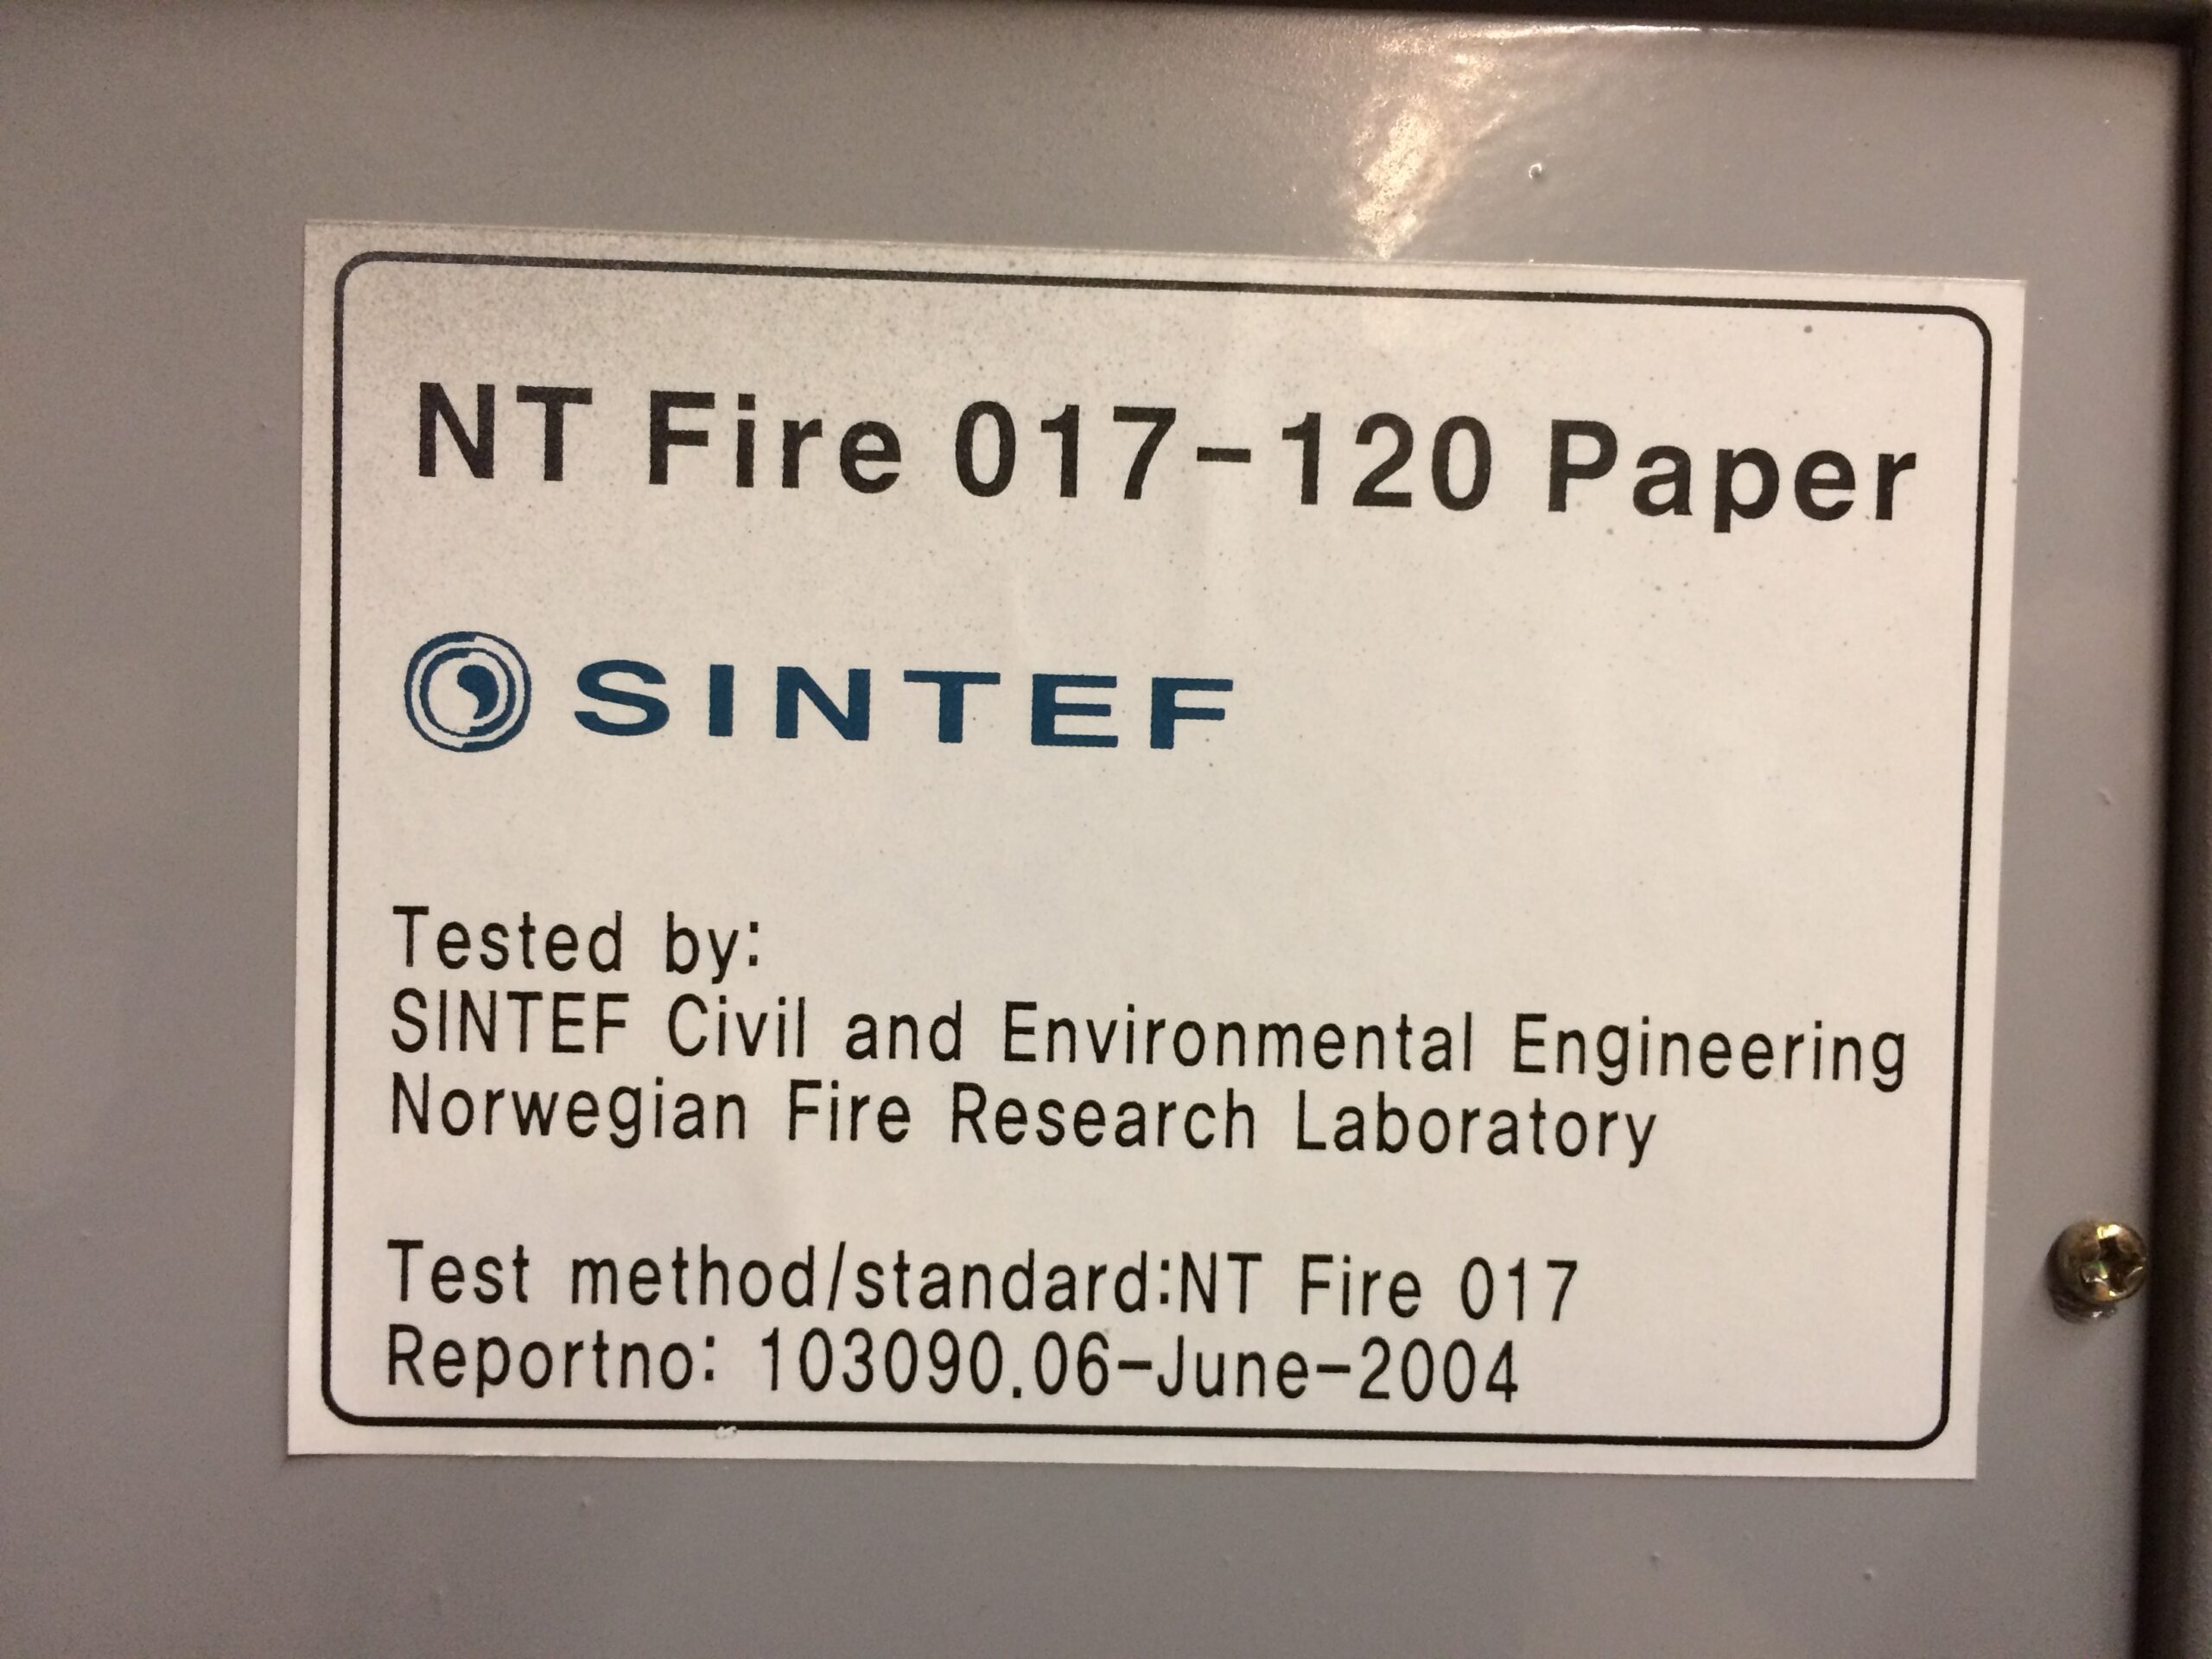 NT Fire 017-120 Paper
SINTEF
Tested by:
SINTEF Civil and Environmental Engineering
Norwegian Fire Research Laboratory
Test method/standard:NT Fire 017
Reportno: 103090.06-June-2004